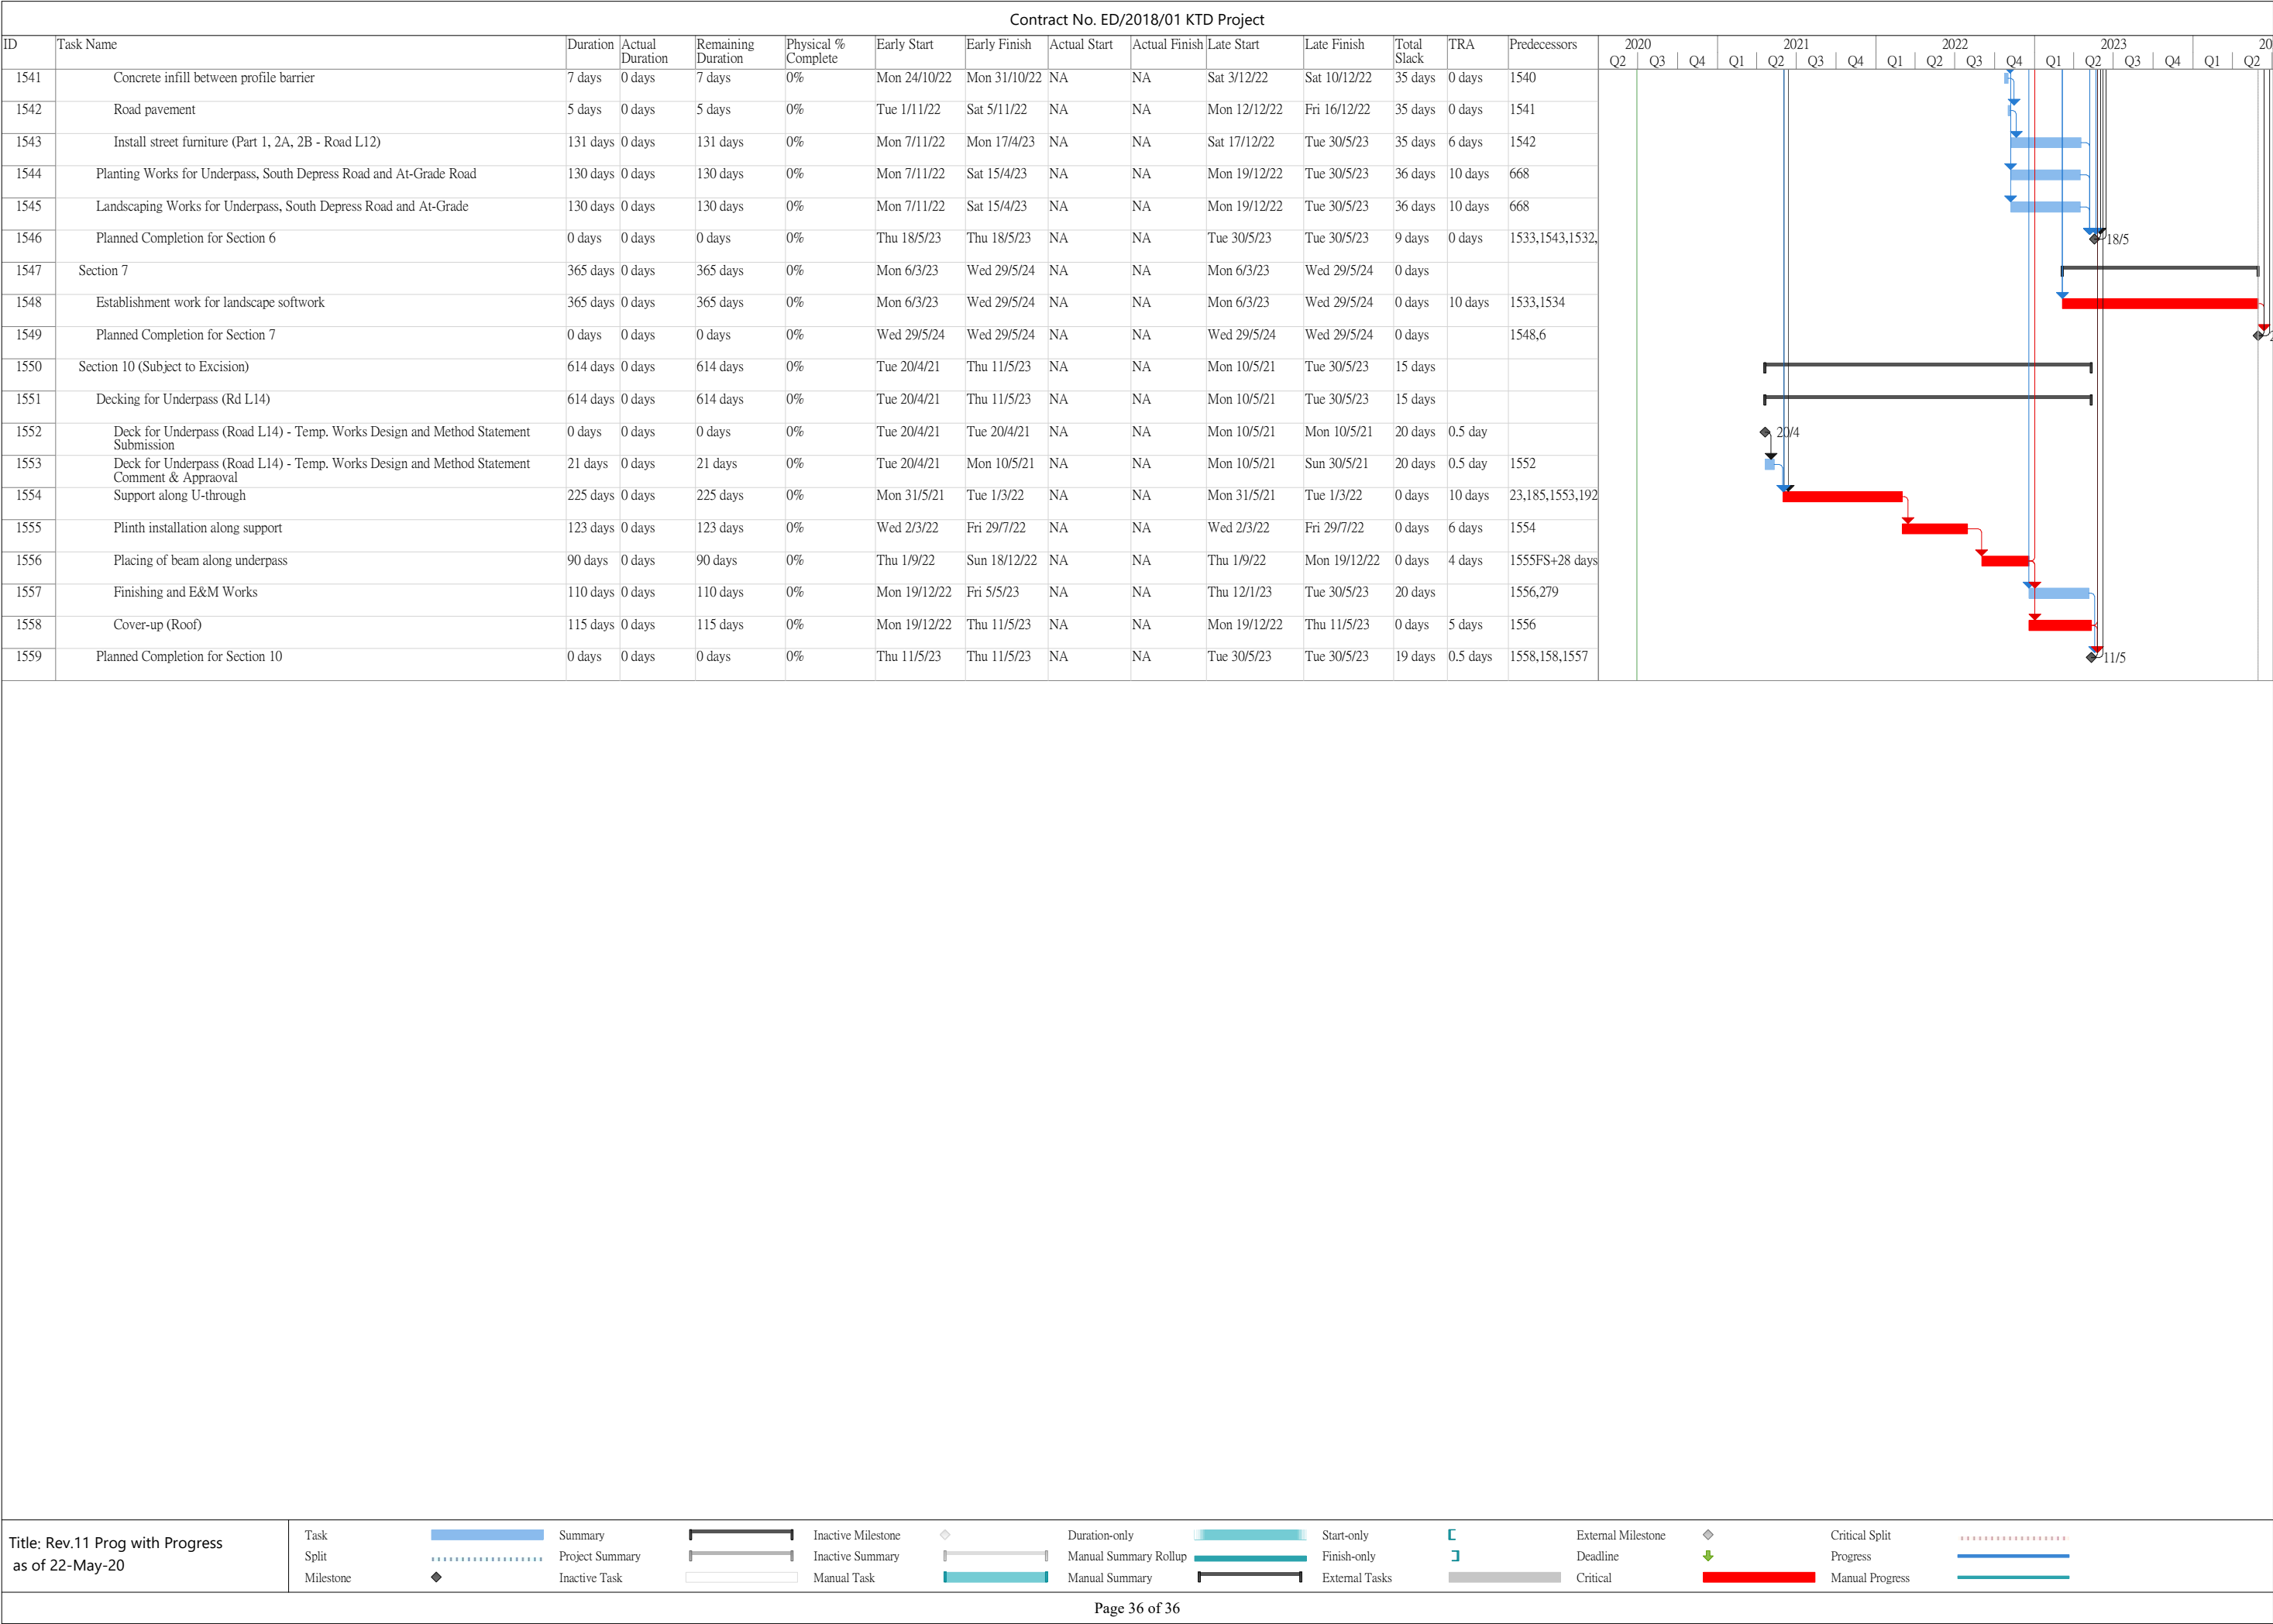 Contract No. ED/2018/01 KTD Project
ID Task Name Duration Actual Duration Remaining Duration Physical % Complete Early Start Early Finish Actual Start Actual Finish Late Start Late Finish Total Slack TRA Predecessors 2020 2021 2022 2023 20
Q2 Q3 Q4 Q1 Q2 Q3 Q4 Q1 Q2 Q3 Q4 Q1 Q2 Q3 Q4 Q1 Q2
1541 Concrete infill between profile barrier 7 days 0 days 7 days 0% Mon 24/10/22 Mon 31/10/22 NA NA Sat 3/12/22 Sat 10/12/22 35 days 0 days 1540
1542 Road pavement 5 days 0 days 5 days 0% Tue 1/11/22 Sat 5/11/22 NA NA Mon 12/12/22 Fri 16/12/22 35 days 0 days 1541
1543 Install street furniture (Part 1, 2A, 2B - Road L12) 131 days 0 days 131 days 0% Mon 7/11/22 Mon 17/4/23 NA NA Sat 17/12/22 Tue 30/5/23 35 days 6 days 1542
1544 Planting Works for Underpass, South Depress Road and At-Grade Road 130 days 0 days 130 days 0% Mon 7/11/22 Sat 15/4/23 NA NA Mon 19/12/22 Tue 30/5/23 36 days 10 days 668
1545 Landscaping Works for Underpass, South Depress Road and At-Grade 130 days 0 days 130 days 0% Mon 7/11/22 Sat 15/4/23 NA NA Mon 19/12/22 Tue 30/5/23 36 days 10 days 668
1546 Planned Completion for Section 6 0 days 0 days 0 days 0% Thu 18/5/23 Thu 18/5/23 NA NA Tue 30/5/23 Tue 30/5/23 9 days 0 days 1533,1543,1532, 18/5
1547 Section 7 365 days 0 days 365 days 0% Mon 6/3/23 Wed 29/5/24 NA NA Mon 6/3/23 Wed 29/5/24 0 days
1548 Establishment work for landscape softwork 365 days 0 days 365 days 0% Mon 6/3/23 Wed 29/5/24 NA NA Mon 6/3/23 Wed 29/5/24 0 days 10 days 1533,1534
1549 Planned Completion for Section 7 0 days 0 days 0 days 0% Wed 29/5/24 Wed 29/5/24 NA NA Wed 29/5/24 Wed 29/5/24 0 days 1548,6
1550 Section 10 (Subject to Excision) 614 days 0 days 614 days 0% Tue 20/4/21 Thu 11/5/23 NA NA Mon 10/5/21 Tue 30/5/23 15 days
1551 Decking for Underpass (Rd L14) 614 days 0 days 614 days 0% Tue 20/4/21 Thu 11/5/23 NA NA Mon 10/5/21 Tue 30/5/23 15 days
1552 Deck for Underpass (Road L14) - Temp. Works Design and Method Statement 0 days 0 days 0 days 0% Tue 20/4/21 Tue 20/4/21 NA NA Mon 10/5/21 Mon 10/5/21 20 days 0.5 day 20/4
Submission
1553 Deck for Underpass (Road L14) - Temp. Works Design and Method Statement 21 days 0 days 21 days 0% Tue 20/4/21 Mon 10/5/21 NA NA Mon 10/5/21 Sun 30/5/21 20 days 0.5 day 1552
Comment & Appraoval
1554 Support along U-through 225 days 0 days 225 days 0% Mon 31/5/21 Tue 1/3/22 NA NA Mon 31/5/21 Tue 1/3/22 0 days 10 days 23,185,1553,192
1555 Plinth installation along support 123 days 0 days 123 days 0% Wed 2/3/22 Fri 29/7/22 NA NA Wed 2/3/22 Fri 29/7/22 0 days 6 days 1554
1556 Placing of beam along underpass 90 days 0 days 90 days 0% Thu 1/9/22 Sun 18/12/22 NA NA Thu 1/9/22 Mon 19/12/22 0 days 4 days 1555FS+28 days
1557 Finishing and E&M Works 110 days 0 days 110 days 0% Mon 19/12/22 Fri 5/5/23 NA NA Thu 12/1/23 Tue 30/5/23 20 days 1556,279
1558 Cover-up (Roof) 115 days 0 days 115 days 0% Mon 19/12/22 Thu 11/5/23 NA NA Mon 19/12/22 Thu 11/5/23 0 days 5 days 1556
1559 Planned Completion for Section 10 0 days 0 days 0 days 0% Thu 11/5/23 Thu 11/5/23 NA NA Tue 30/5/23 Tue 30/5/23 19 days 0.5 days 1558,158,1557 11/5
Title: Rev.11 Prog with Progress
as of 22-May-20
Task Summary Inactive Milestone Duration-only Start-only External Milestone Critical Split
Split Project Summary Inactive Summary Manual Summary Rollup Finish-only Deadline Progress
Milestone Inactive Task Manual Task Manual Summary External Tasks Critical Manual Progress
Page 36 of 36